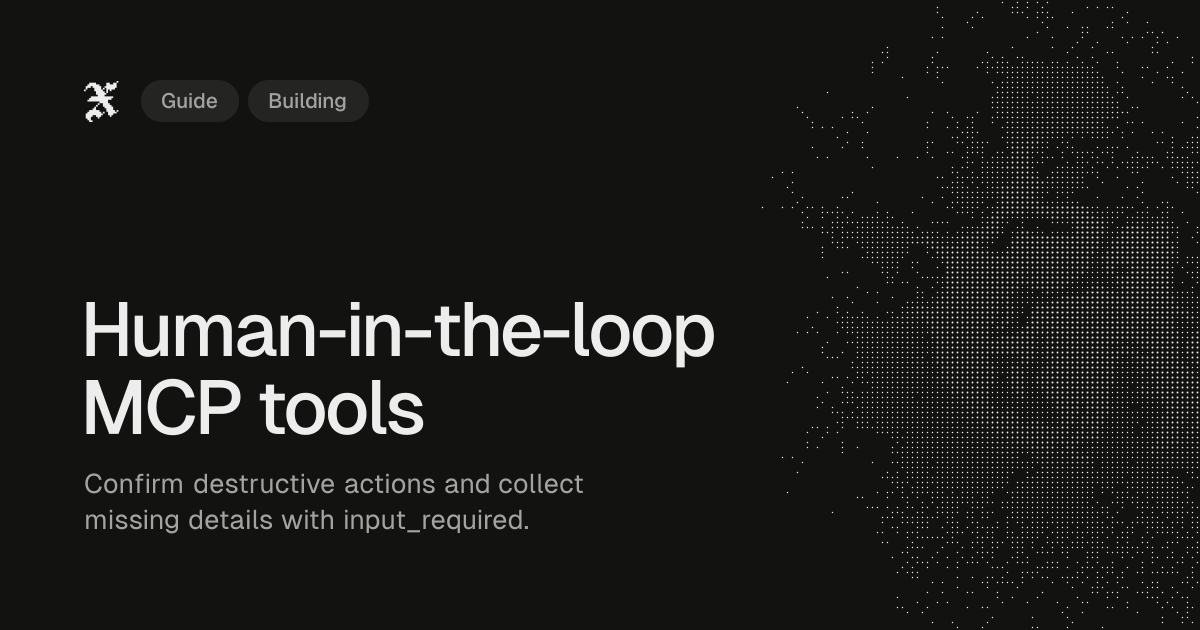 Guide
Building
Human-in-the-loop
MCP tools
Confirm destructive actions and collect
missing details with input_required.